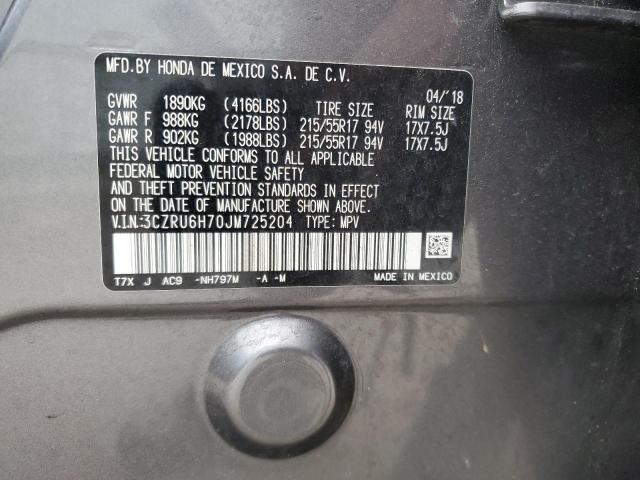 MFD.BY HONDA DE MEXICO S.A. DE C.V.
04/'18
GVWR 1890KG (4166LBS) TIRE SIZE RIM SIZE
GAWR F 988KG (2178LBS) 215/55R17 94V 17X7.5J
GAWR R 902KG (1988LBS) 215/55R17 94V 17X7.5J
THIS VEHICLE CONFORMS TO ALL APPLICABLE
FEDERAL MOTOR VEHICLE SAFETY
AND THEFT PREVENTION STANDARDS IN EFFECT
ON THE DATE OF MANUFACTURE SHOWN ABOVE.
V.I.N:3CZRU6H70JM725204 TYPE: MPV
T7X J AC9 -NH797M -A -M MADE IN MEXICO